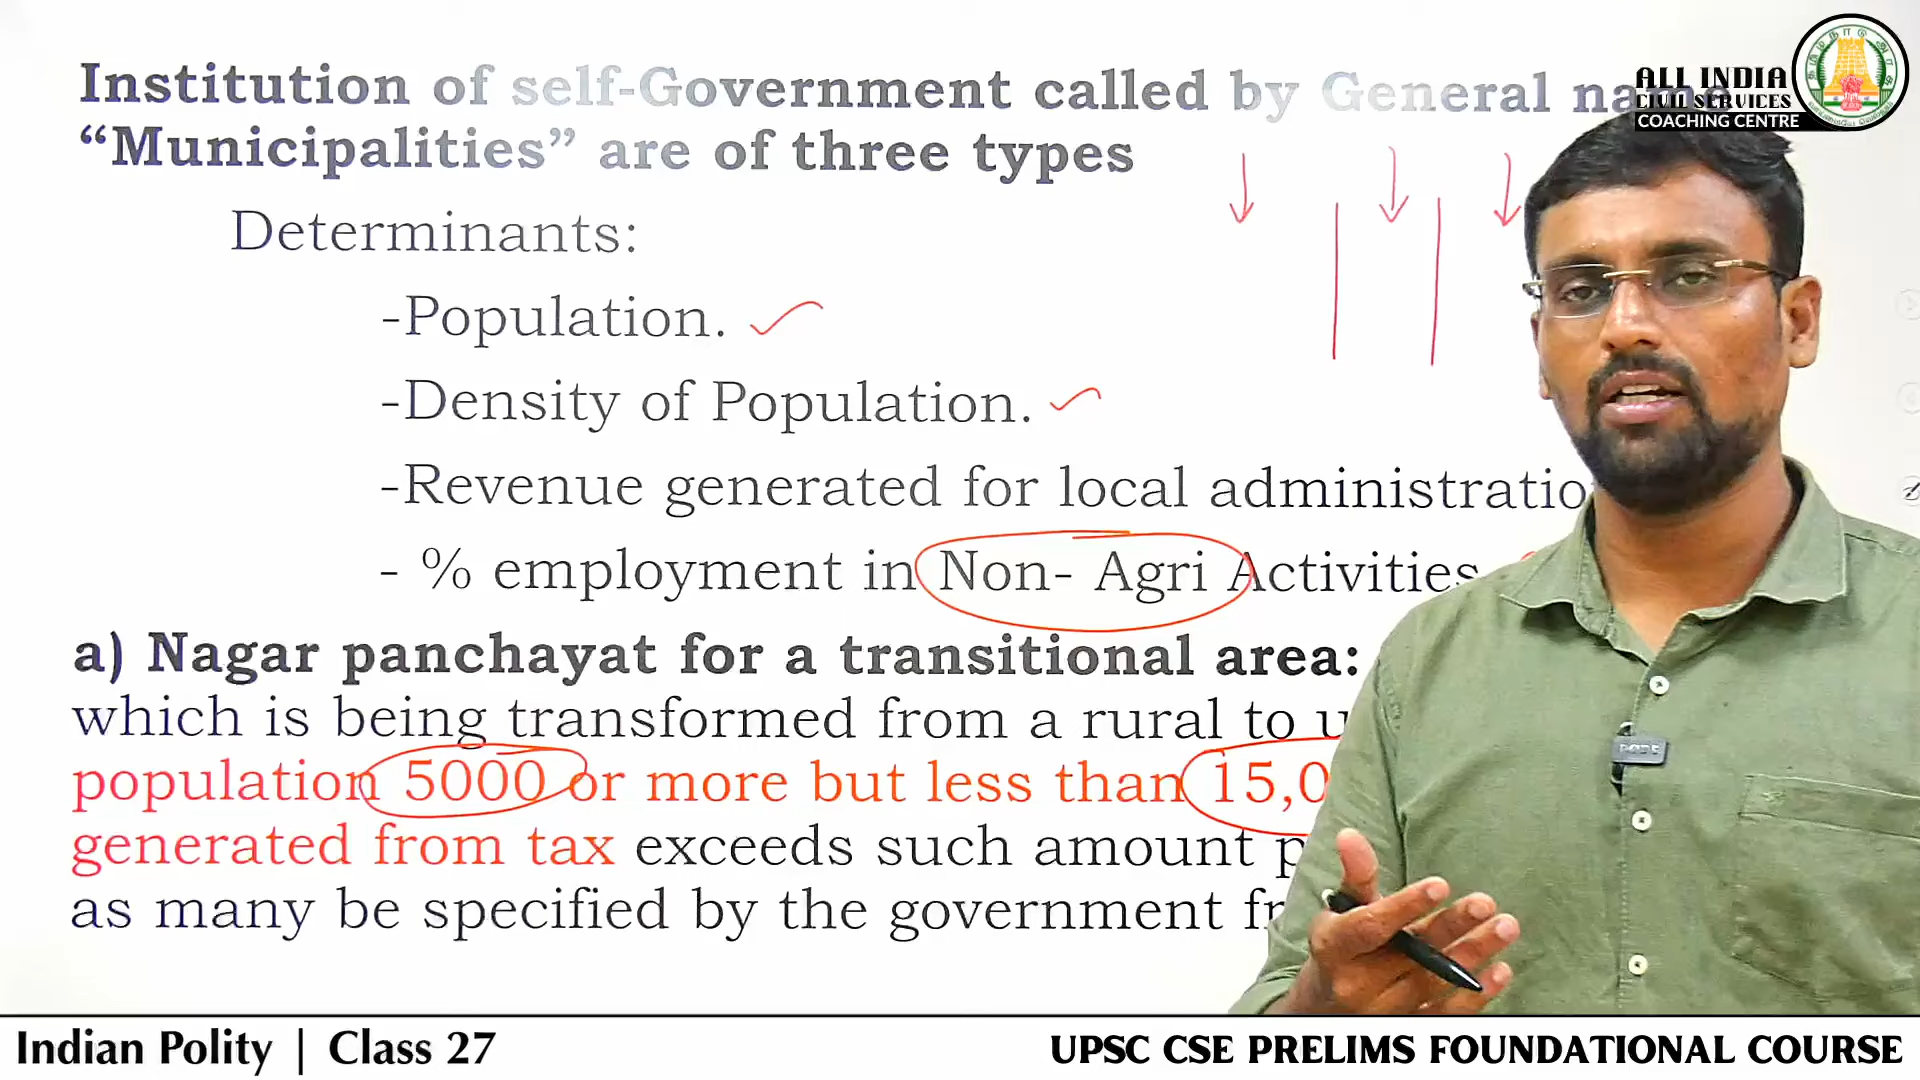 Institution of self-Government called by General name
“Municipalities” are of three types
Determinants:
-Population.
-Density of Population.
-Revenue generated for local
- % employment in Non- Agri Activities
a) Nagar panchayat for a transitional area:
which is being transformed from a rural to
population 5000 or more but less than
generated from tax exceeds such amount
as many be specified by the government
ALL INDIA
CIVIL SERVICES
COACHING CENTRE
Indian Polity | Class 27
UPSC CSE PRELIMS FOUNDATIONAL COURSE